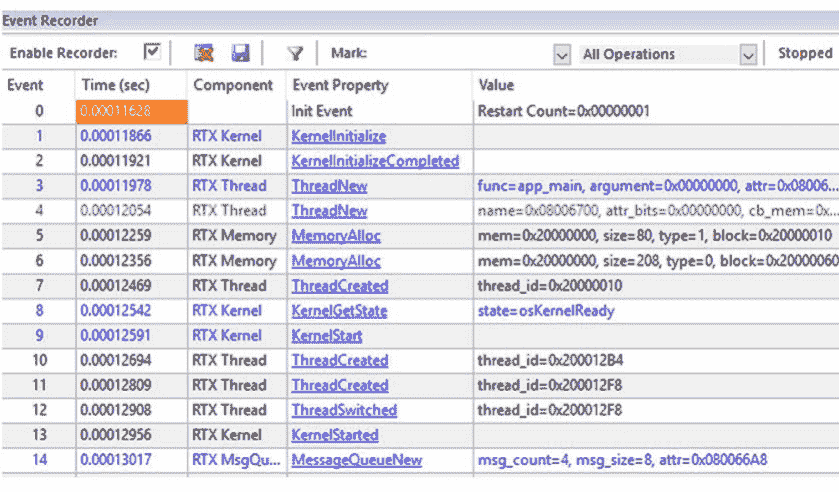 Event Recorder
Enable Recorder: Mark: All Operations Stopped
Event Time (sec) Component Event Property Value
0 0.00011628 Init Event Restart Count=0x00000001
1 0.00011866 RTX Kernel KernelInitialize
2 0.00011921 RTX Kernel KernelInitializeCompleted
3 0.00011978 RTX Thread ThreadNew func=app_main, argument=0x00000000, attr=0x08006...
4 0.00012054 RTX Thread ThreadNew name=0x08006700, attr_bits=0x00000000, cb_mem=0x...
5 0.00012259 RTX Memory MemoryAlloc mem=0x20000000, size=80, type=1, block=0x20000010
6 0.00012356 RTX Memory MemoryAlloc mem=0x20000000, size=208, type=0, block=0x20000060
7 0.00012469 RTX Thread ThreadCreated thread_id=0x20000010
8 0.00012542 RTX Kernel KernelGetState state=osKernelReady
9 0.00012591 RTX Kernel KernelStart
10 0.00012694 RTX Thread ThreadCreated thread_id=0x200012B4
11 0.00012809 RTX Thread ThreadCreated thread_id=0x200012F8
12 0.00012908 RTX Thread ThreadSwitched thread_id=0x200012F8
13 0.00012956 RTX Kernel KernelStarted
14 0.00013017 RTX MsgQu... MessageQueueNew msg_count=4, msg_size=8, attr=0x080066A8